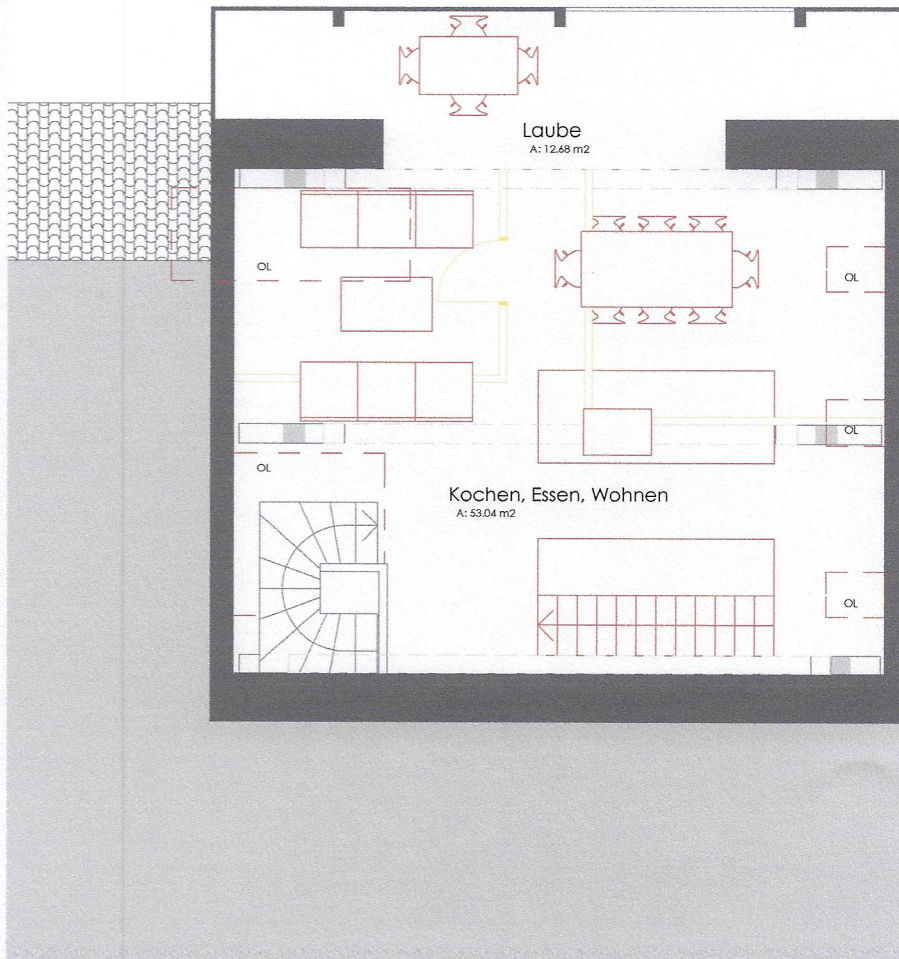 Laube
A: 12.68 m2
OL
OL
OL
OL
Kochen, Essen, Wohnen
A: 53.04 m2
OL